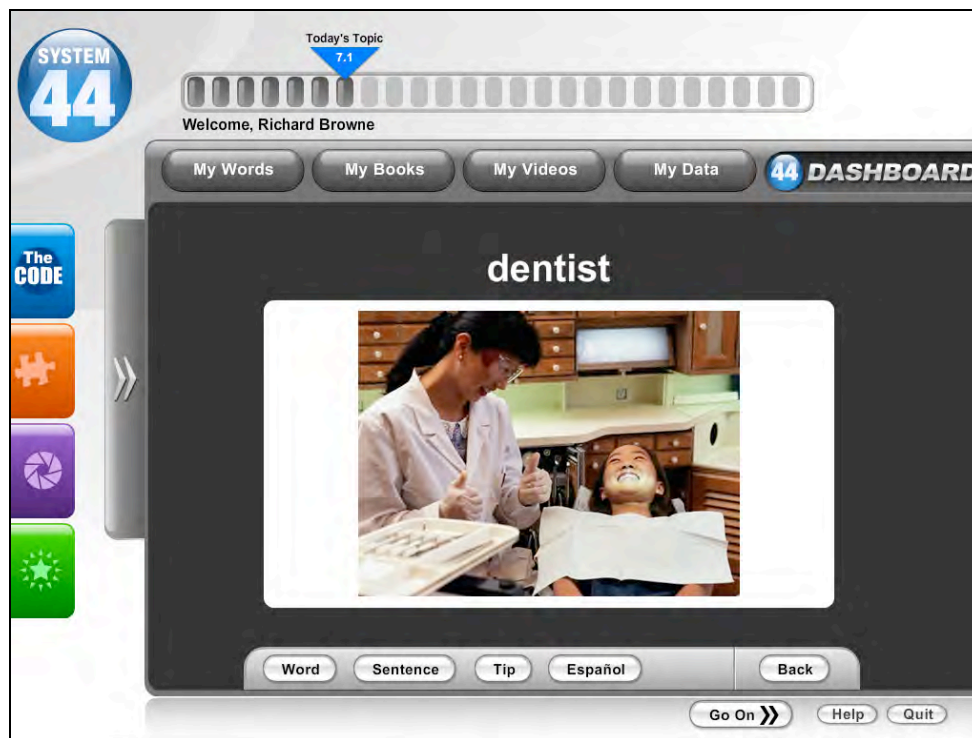 SYSTEM
44
Today's Topic
7.1
Welcome, Richard Browne
My Words My Books My Videos My Data 44 DASHBOARD
The
CODE
dentist
Word Sentence Tip Español Back
Go On Help Quit